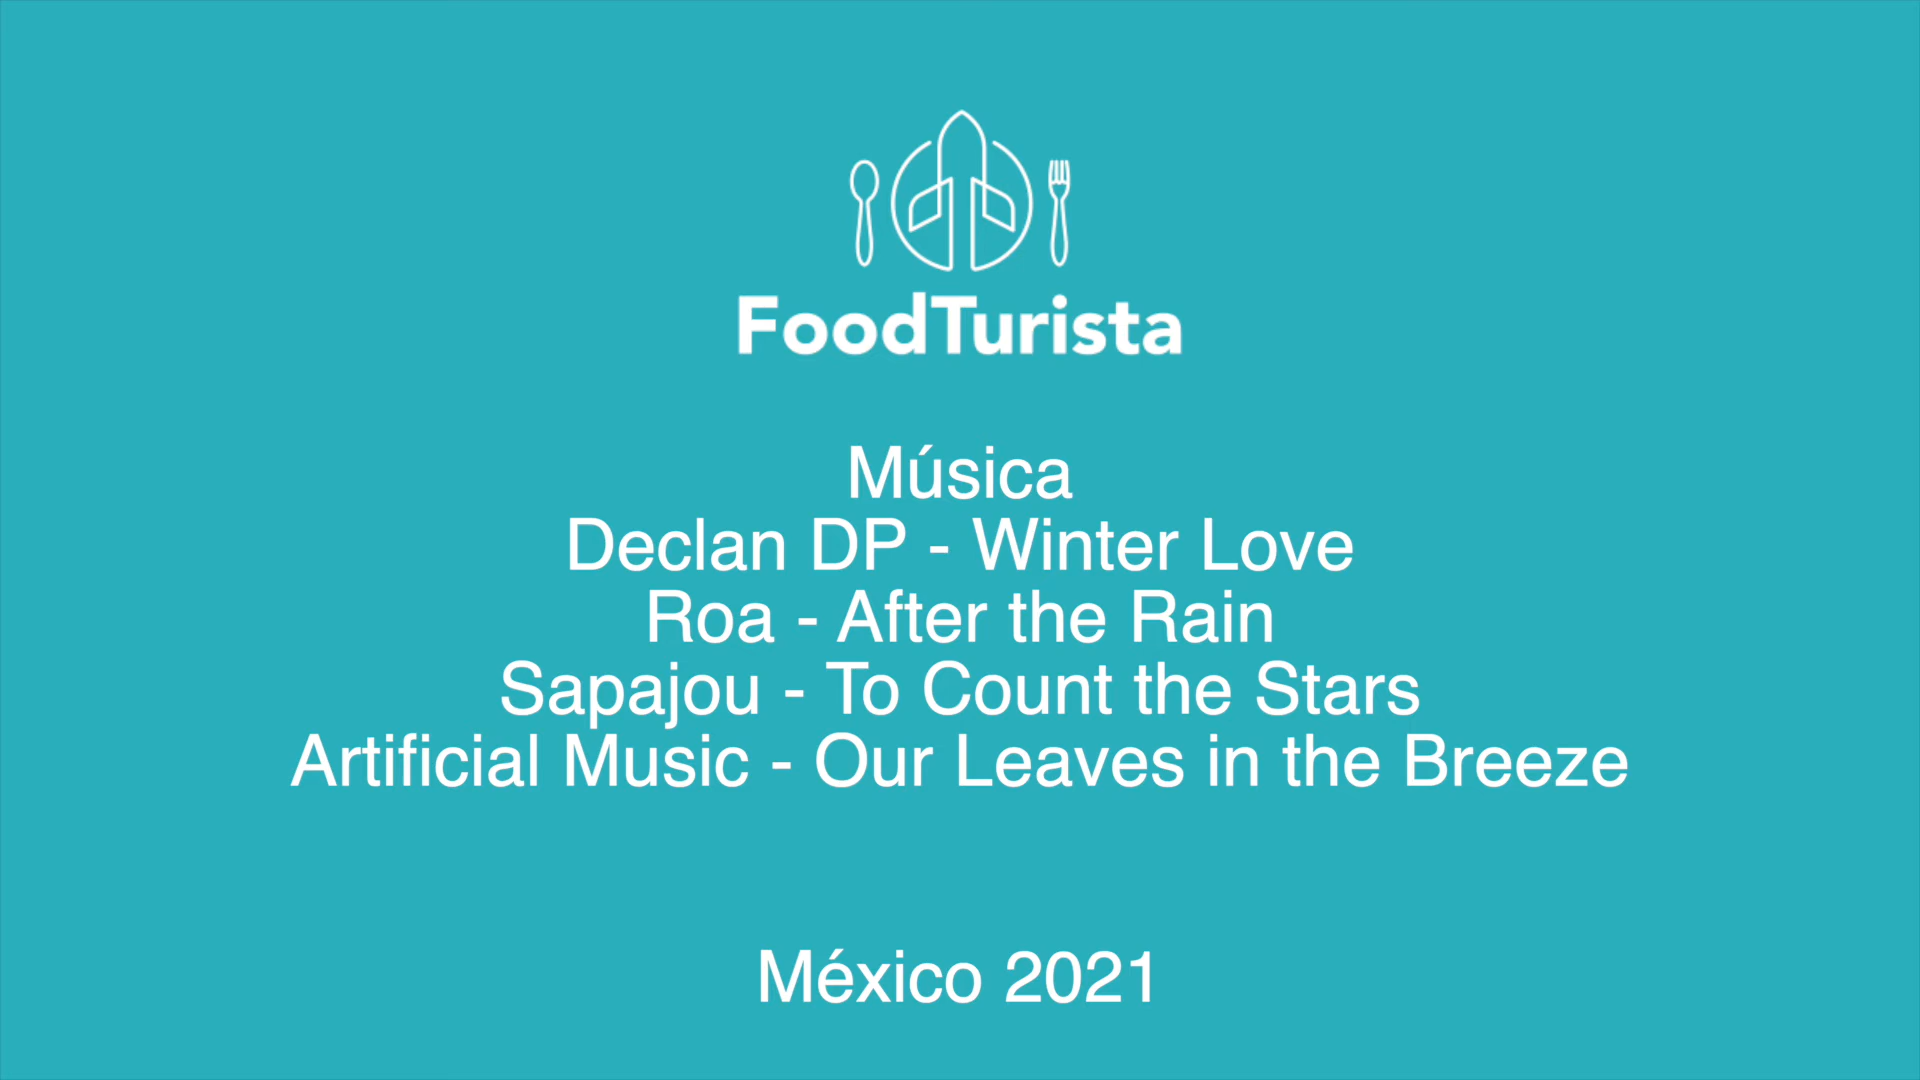 FoodTurista
Música
Declan DP - Winter Love
Roa - After the Rain
Sapajou - To Count the Stars
Artificial Music - Our Leaves in the Breeze
México 2021